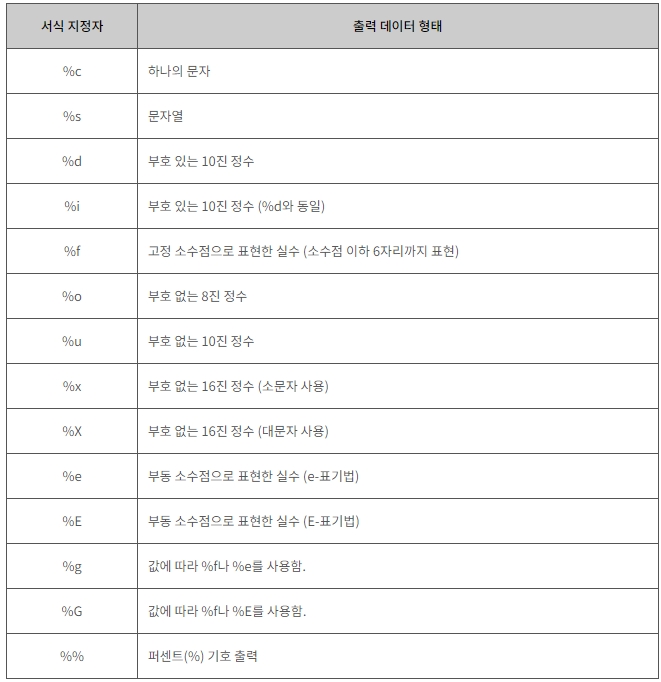 서식 지정자 출력 데이터 형태
%c 하나의 문자
%s 문자열
%d 부호 있는 10진 정수
%i 부호 있는 10진 정수 (%d와 동일)
%f 고정 소수점으로 표현한 실수 (소수점 이하 6자리까지 표현)
%o 부호 없는 8진 정수
%u 부호 없는 10진 정수
%x 부호 없는 16진 정수 (소문자 사용)
%X 부호 없는 16진 정수 (대문자 사용)
%e 부동 소수점으로 표현한 실수 (e-표기법)
%E 부동 소수점으로 표현한 실수 (E-표기법)
%g 값에 따라 %f나 %e를 사용함.
%G 값에 따라 %f나 %E를 사용함.
%% 퍼센트(%) 기호 출력